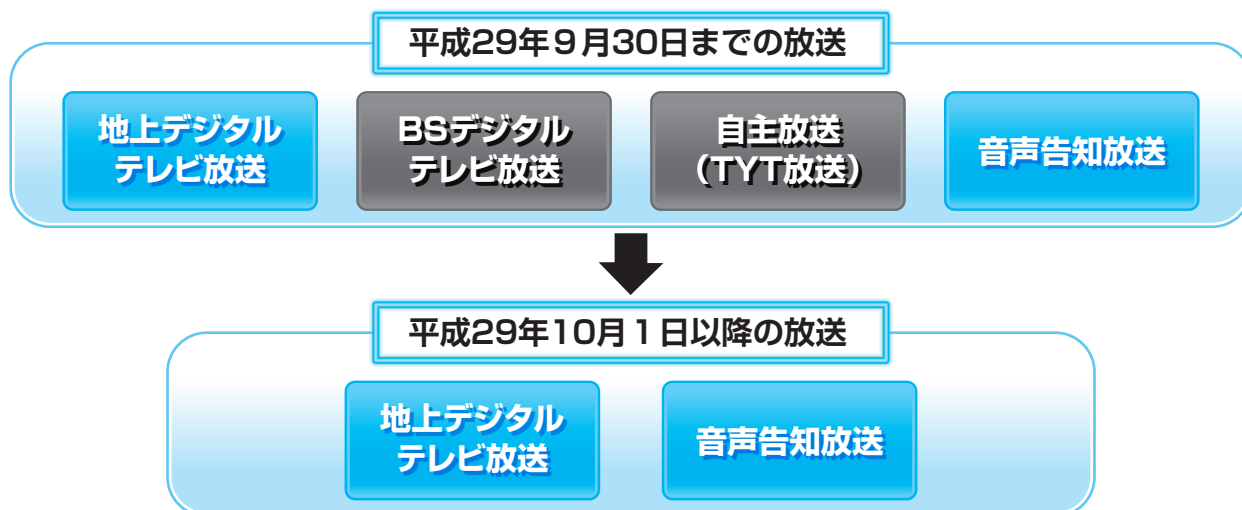 平成29年9月30日までの放送
地上デジタル
テレビ放送
BSデジタル
テレビ放送
自主放送
(TYT放送)
音声告知放送
平成29年10月1日以降の放送
地上デジタル
テレビ放送
音声告知放送